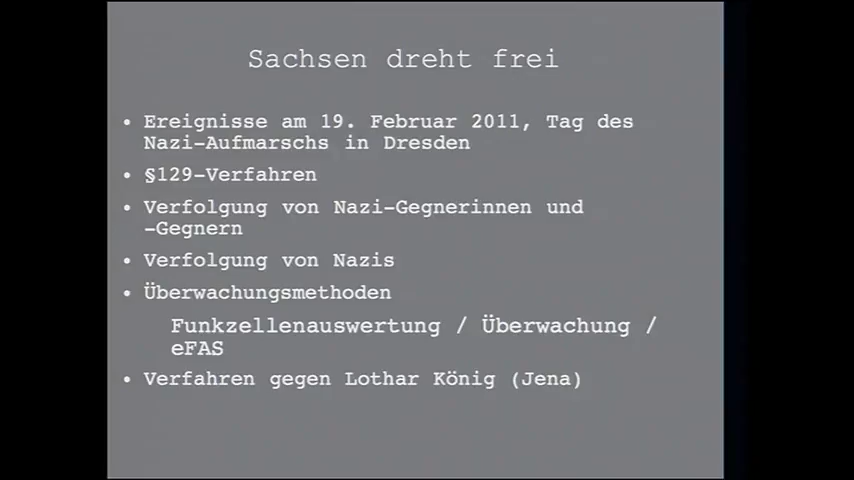 Sachsen dreht frei
• Ereignisse am 19. Februar 2011, Tag des
Nazi-Aufmarschs in Dresden
• §129-Verfahren
• Verfolgung von Nazi-Gegnerinnen und
-Gegnern
• Verfolgung von Nazis
• Überwachungsmethoden
Funkzellenauswertung / Überwachung /
eFAS
• Verfahren gegen Lothar König (Jena)